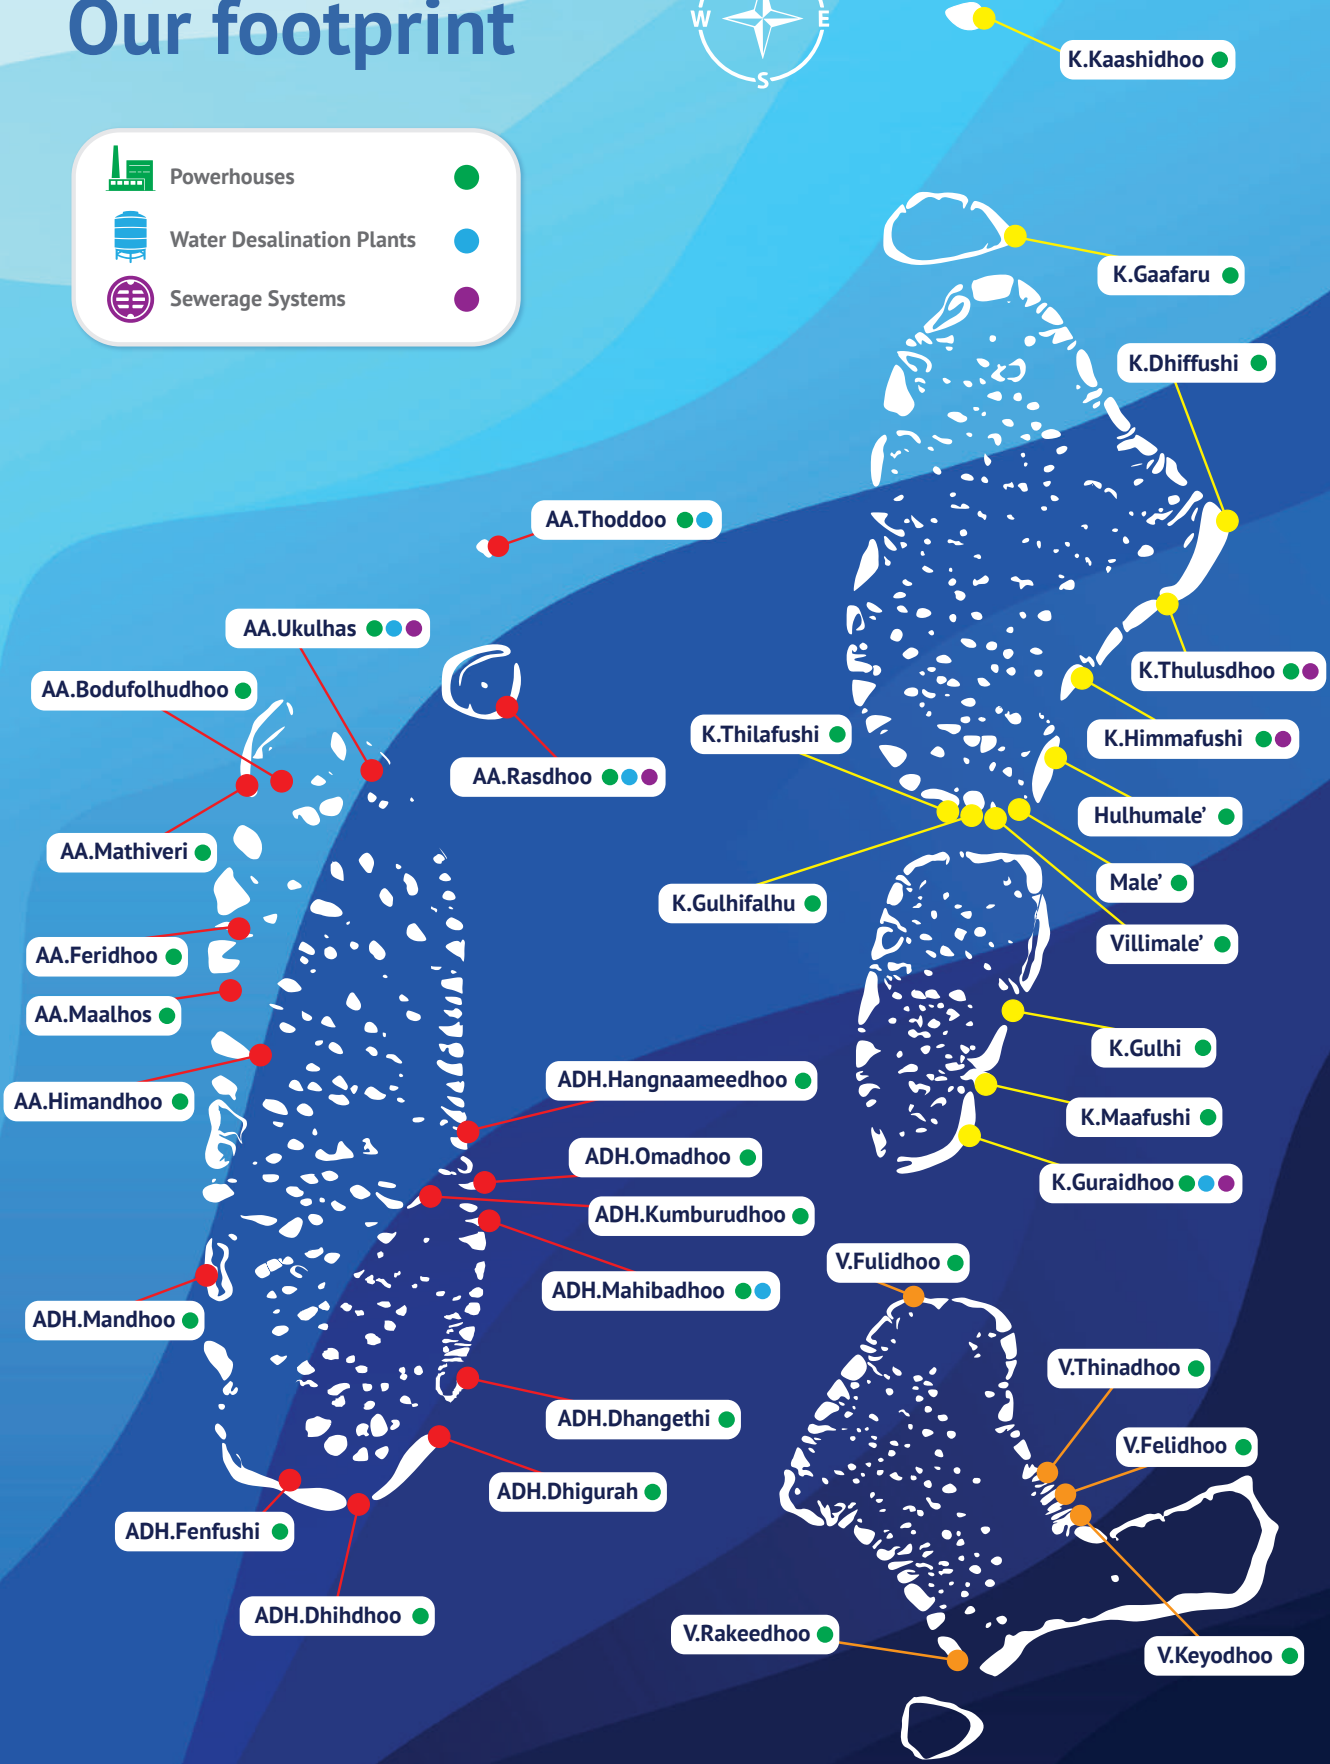 Our footprint
W
E
S
K.Kaashidhoo
Powerhouses
Water Desalination Plants
Sewerage Systems
K.Gaafaru
K.Dhiffushi
AA.Thoddoo
AA.Ukulhas
AA.Bodufolhudhoo
K.Thulusdhoo
K.Thilafushi
K.Himmafushi
AA.Rasdhoo
Hulhumale’
AA.Mathiveri
Male’
K.Gulhifalhu
Villimale’
AA.Feridhoo
AA.Maalhos
K.Gulhi
ADH.Hangnaameedhoo
AA.Himandhoo
K.Maafushi
ADH.Omadhoo
K.Guraidhoo
ADH.Kumburudhoo
V.Fulidhoo
ADH.Mahibadhoo
ADH.Mandhoo
V.Thinadhoo
ADH.Dhangethi
V.Felidhoo
ADH.Dhigurah
ADH.Fenfushi
ADH.Dhihdhoo
V.Rakeedhoo
V.Keyodhoo